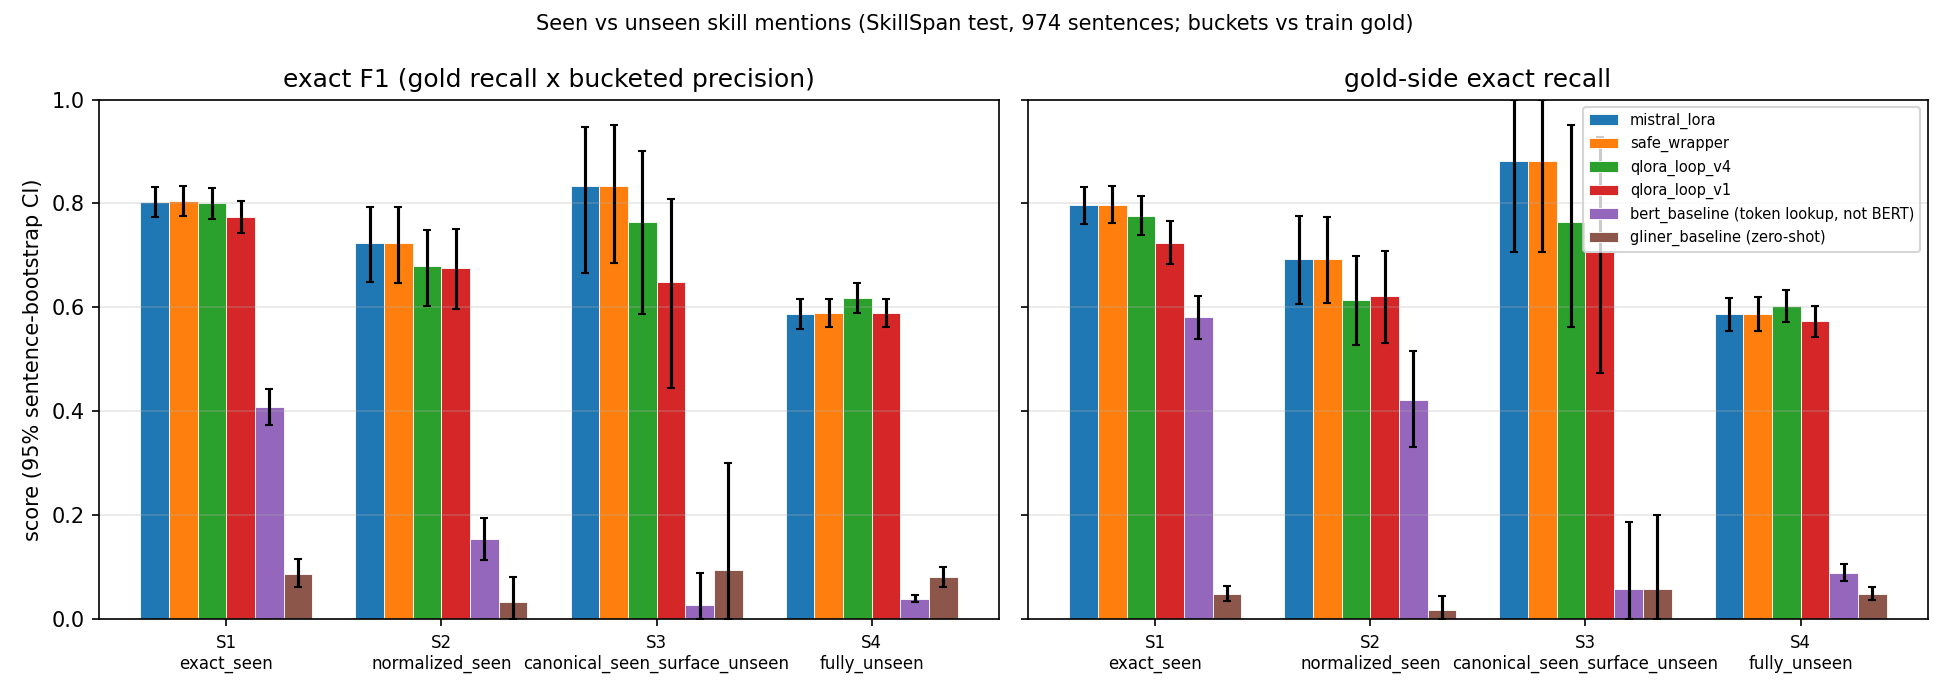 Seen vs unseen skill mentions (SkillSpan test, 974 sentences; buckets vs train gold)
exact F1 (gold recall x bucketed precision)
score (95% sentence-bootstrap CI)
1.0
0.8
0.6
0.4
0.2
0.0
S1
exact_seen
S2
normalized_seen
S3
canonical_seen_surface_unseen
S4
fully_unseen
gold-side exact recall
mistral_lora
safe_wrapper
qlora_loop_v4
qlora_loop_v1
bert_baseline (token lookup, not BERT)
gliner_baseline (zero-shot)
S1
exact_seen
S2
normalized_seen
S3
canonical_seen_surface_unseen
S4
fully_unseen